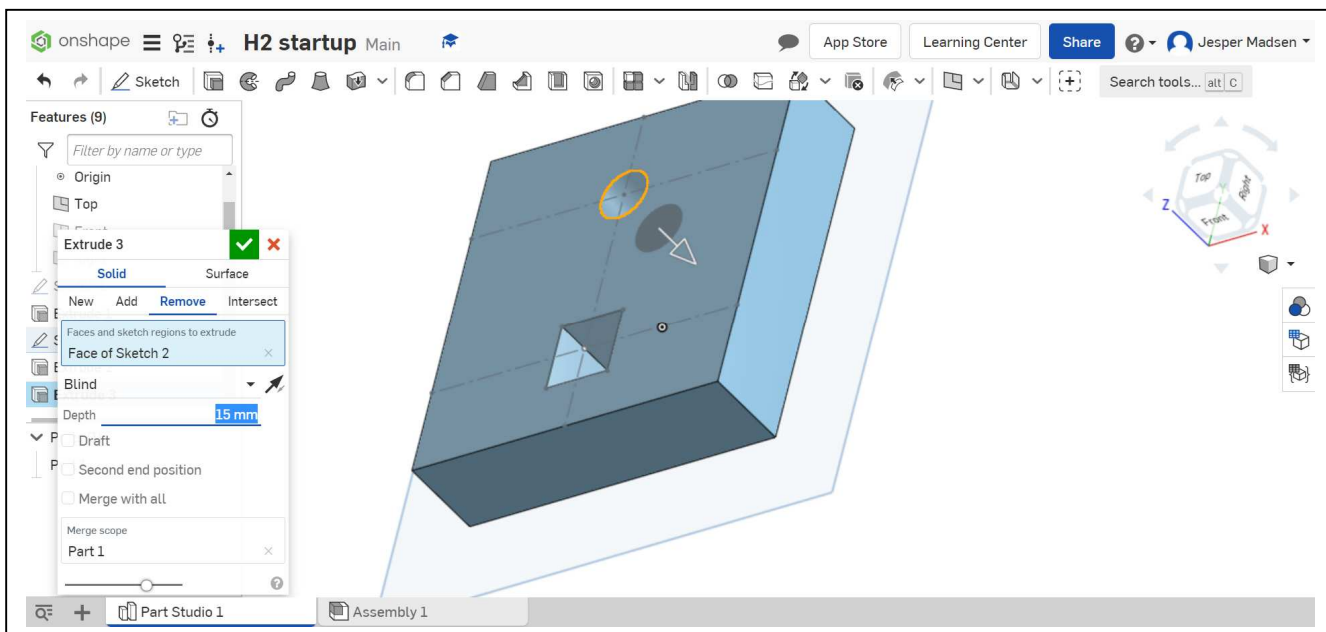 onshape H2 startup Main App Store Learning Center Share Jesper Madsen
Sketch Search tools... alt C
Features (9)
Filter by name or type
Origin
Top
Extrude 3
Solid Surface
New Add Remove Intersect
Faces and sketch regions to extrude
Face of Sketch 2
Blind
Depth 15 mm
Draft
Second end position
Merge with all
Merge scope
Part 1
Top Right Front
Z X
Part Studio 1 Assembly 1